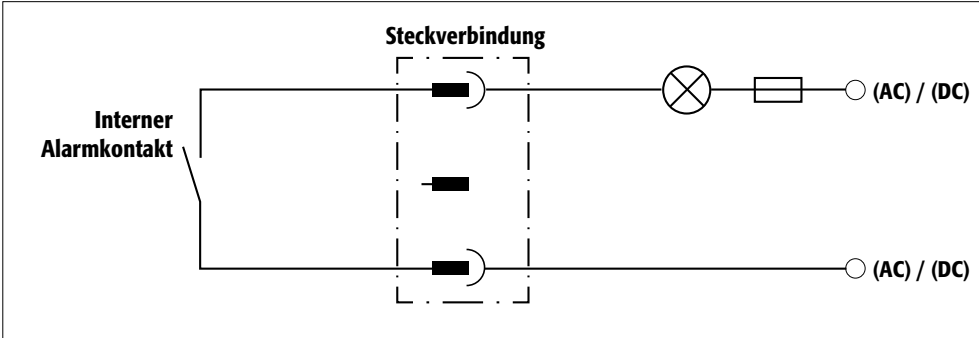 Steckverbindung
(AC) / (DC)
Interner
Alarmkontakt
(AC) / (DC)